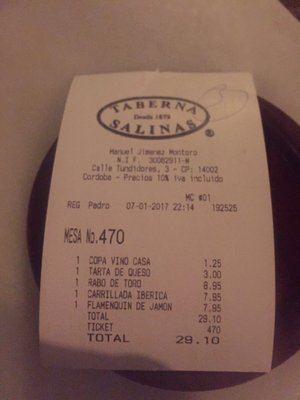 TABERNA
Desde 1879
SALINAS
®
Manuel Jimenez Montoro
N.I.F. 30082911-N
Calle Tundidores, 3 - CP: 14002
Cordoba - Precios 10% iva incluido
MC #01
REG Pedro 07-01-2017 22:14 192525
MESA No.470
1 COPA VINO CASA 1.25
1 TARTA DE QUESO 3.00
1 RABO DE TORO 8.95
1 CARRILLADA IBERICA 7.95
1 FLAMENQUIN DE JAMON 7.95
TOTAL 29.10
TICKET 470
TOTAL 29.10